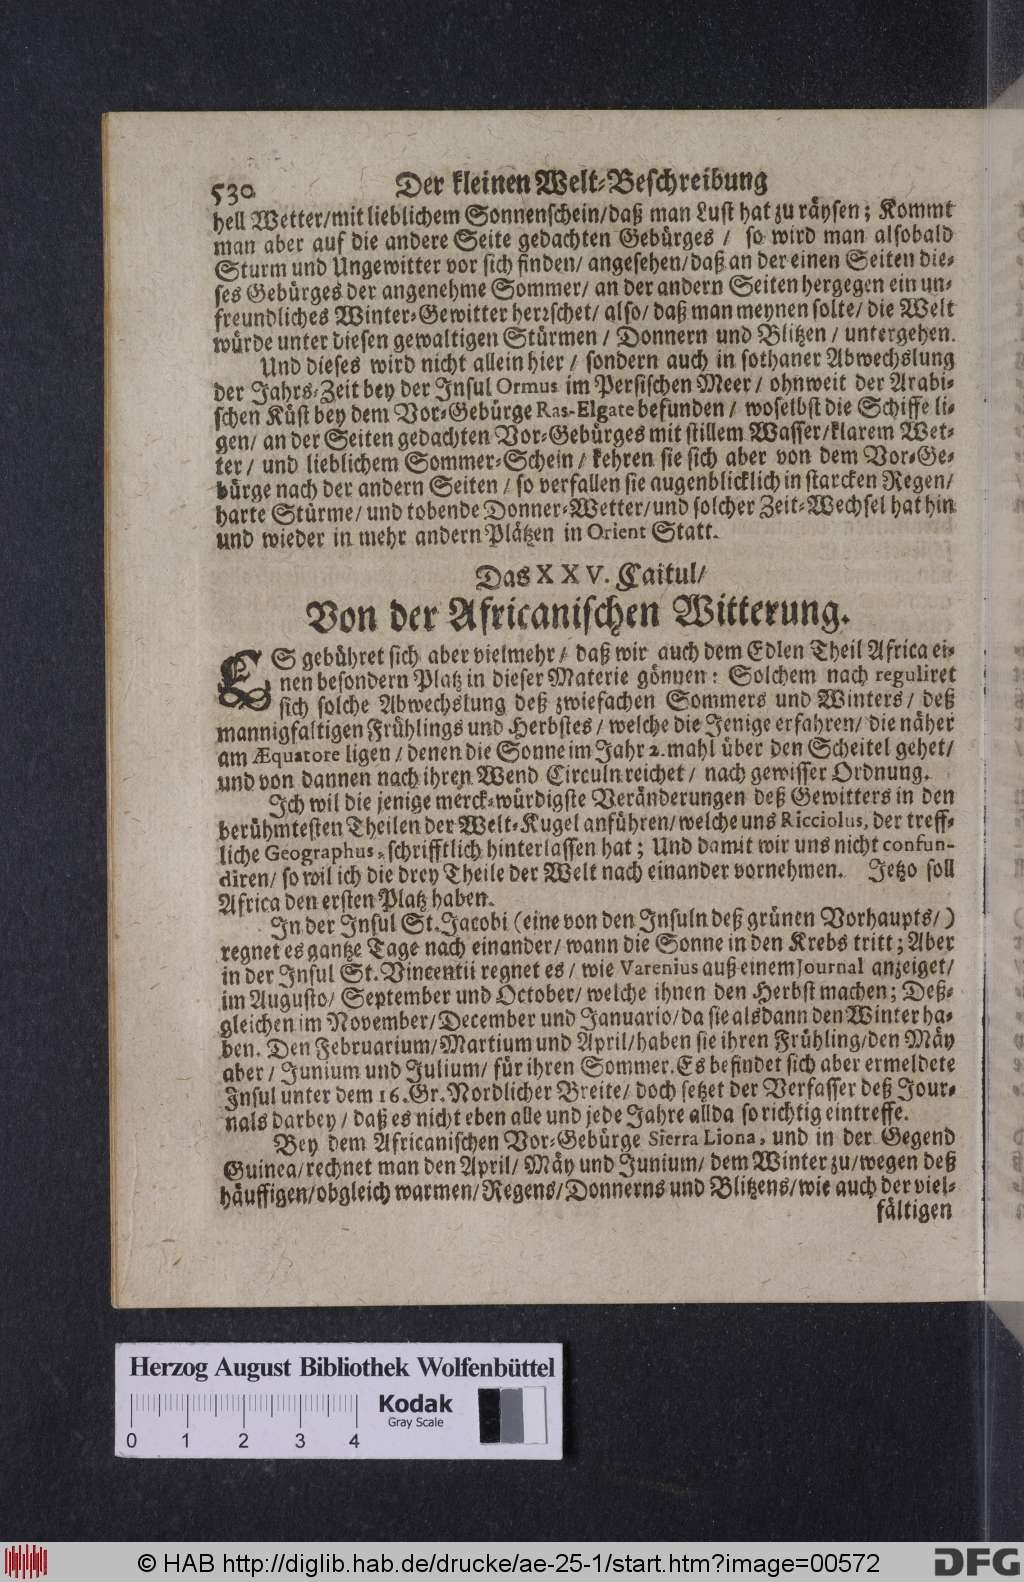 530 Der kleinen Welt-Beschreibung
hell Wetter/mit lieblichem Sonnenschein/daß man Lust hat zu räysen; Kommt
man aber auf die andere Seite gedachten Gebürges / so wird man alsobald
Sturm und Ungewitter vor sich finden/ angesehen/daß an der einen Seiten die-
ses Gebürges der angenehme Sommer/ an der andern Seiten hergegen ein un-
freundliches Winter-Gewitter herrschet/ also/ daß man meynen solte/ die Welt
würde unter diesen gewaltigen Stürmen / Donnern und Blitzen / untergehen.
Und dieses wird nicht allein hier / sondern auch in sothaner Abwechslung
der Jahrs-Zeit bey der Insul Ormus im Persischen Meer/ ohnweit der Arabi-
schen Küst bey dem Vor-Gebürge Ras-Elgate befunden / woselbst die Schiffe li-
gen/ an der Seiten gedachten Vor-Gebürges mit stillem Wasser/klarem Wet-
ter / und lieblichem Sommer-Schein / kehren sie sich aber von dem Vor-Ge-
bürge nach der andern Seiten / so verfallen sie augenblicklich in starcken Regen/
harte Stürme/ und tobende Donner-Wetter/und solcher Zeit-Wechsel hat hin
und wieder in mehr andern Plätzen in Orient Statt.
Das XXV. Caitul/
Von der Africanischen Witterung.
ES gebühret sich aber vielmehr / daß wir auch dem Edlen Theil Africa ei-
nen besondern Platz in dieser Materie gönnen: Solchem nach reguliret
sich solche Abwechslung deß zwiefachen Sommers und Winters / deß
mannigfaltigen Frühlings und Herbstes / welche die Jenige erfahren/ die näher
am Æquatore ligen / denen die Sonne im Jahr 2. mahl über den Scheitel gehet/
und von dannen nach ihren Wend Circuln reichet / nach gewisser Ordnung.
Ich wil die jenige merck-würdigste Veränderungen deß Gewitters in den
berühmtesten Theilen der Welt-Kugel anführen/welche uns Ricciolus, der treff-
liche Geographus, schrifftlich hinterlassen hat; Und damit wir uns nicht confun-
diren/ so wil ich die drey Theile der Welt nach einander vornehmen. Jetzo soll
Africa den ersten Platz haben.
In der Insul St. Jacobi (eine von den Insuln deß grünen Vorhaupts/)
regnet es gantze Tage nach einander/ wann die Sonne in den Krebs tritt; Aber
in der Insul St. Vincentii regnet es / wie Varenius auß einem Journal anzeiget/
im Augusto/ September und October/ welche ihnen den Herbst machen; Deß-
gleichen im November/December und Januario/da sie alsdann den Winter ha-
ben. Den Februarium/Martium und April/haben sie ihren Frühling/den Mäy
aber / Junium und Julium/ für ihren Sommer. Es befindet sich aber ermeldete
Insul unter dem 16. Gr. Nordlicher Breite/ doch setzet der Verfasser deß Jour-
nals darbey / daß es nicht eben alle und jede Jahre allda so richtig eintreffe.
Bey dem Africanischen Vor-Gebürge Sierra Liona, und in der Gegend
Guinea/rechnet man den April/ Mäy und Junium/ dem Winter zu/wegen deß
häuffigen/obgleich warmen/Regens/Donnerns und Blitzens/wie auch der viel-
fältigen
Herzog August Bibliothek Wolfenbüttel
Kodak
Gray Scale
0 1 2 3 4
© HAB http://diglib.hab.de/drucke/ae-25-1/start.htm?image=00572
DFG